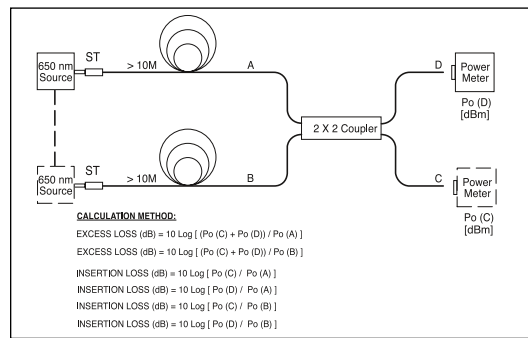 650 nm
Source
ST
> 10M
A
D
Power
Meter
Po (D)
[dBm]
2 X 2 Coupler
650 nm
Source
ST
> 10M
B
C
Power
Meter
Po (C)
[dBm]
CALCULATION METHOD:
EXCESS LOSS (dB) = 10 Log [ (Po (C) + Po (D)) / Po (A) ]
EXCESS LOSS (dB) = 10 Log [ (Po (C) + Po (D)) / Po (B) ]
INSERTION LOSS (dB) = 10 Log [ Po (C) / Po (A) ]
INSERTION LOSS (dB) = 10 Log [ Po (D) / Po (A) ]
INSERTION LOSS (dB) = 10 Log [ Po (C) / Po (B) ]
INSERTION LOSS (dB) = 10 Log [ Po (D) / Po (B) ]